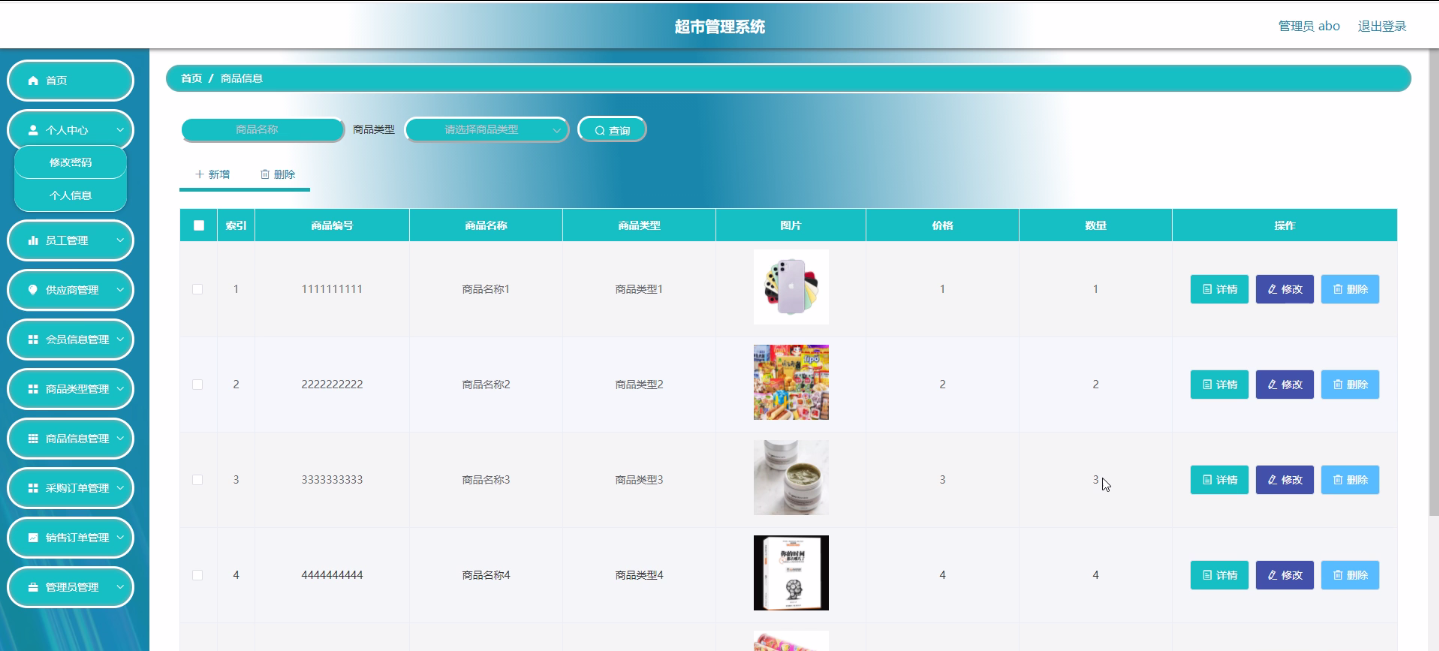 超市管理系统
管理员 abo
退出登录
首页
个人中心
修改密码
个人信息
员工管理
供应商管理
会员信息管理
商品类型管理
商品信息管理
采购订单管理
销售订单管理
管理员管理
首页 / 商品信息
商品名称 商品类型 请选择商品类型 查询
新增 删除
索引 商品编号 商品名称 商品类型 图片 价格 数量 操作
1 1111111111 商品名称1 商品类型1 1 1 详情 修改 删除
2 2222222222 商品名称2 商品类型2 2 2 详情 修改 删除
3 3333333333 商品名称3 商品类型3 3 3 详情 修改 删除
4 4444444444 商品名称4 商品类型4 4 4 详情 修改 删除